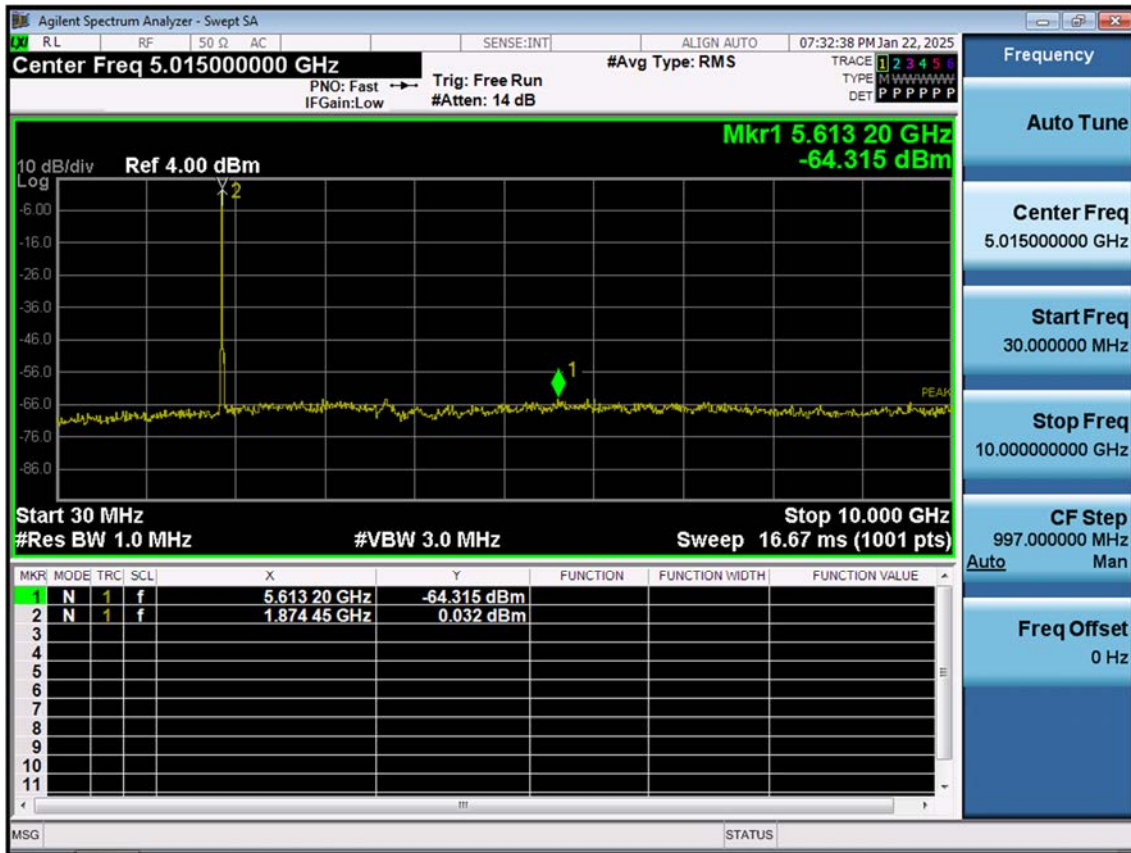 Agilent Spectrum Analyzer - Swept SA
LXI RL RF 50 Ω AC SENSE:INT ALIGN AUTO 07:32:38 PM Jan 22, 2025
Center Freq 5.015000000 GHz
#Avg Type: RMS
TRACE 1 2 3 4 5 6
PNO: Fast
Trig: Free Run
TYPE M WWWWW
IFGain:Low
#Atten: 14 dB
DET P P P P P P
Mkr1 5.613 20 GHz
10 dB/div Ref 4.00 dBm
-64.315 dBm
Log
2
-6.00
-16.0
-26.0
-36.0
-46.0
-56.0
1
PEAK
-66.0
-76.0
-86.0
Start 30 MHz Stop 10.000 GHz
#Res BW 1.0 MHz #VBW 3.0 MHz Sweep 16.67 ms (1001 pts)
MKR MODE TRC SCL X Y FUNCTION FUNCTION WIDTH FUNCTION VALUE
1 N 1 f 5.613 20 GHz -64.315 dBm
2 N 1 f 1.874 45 GHz 0.032 dBm
3
4
5
6
7
8
9
10
11
MSG STATUS
Frequency
Auto Tune
Center Freq
5.015000000 GHz
Start Freq
30.000000 MHz
Stop Freq
10.000000000 GHz
CF Step
997.000000 MHz
Auto Man
Freq Offset
0 Hz